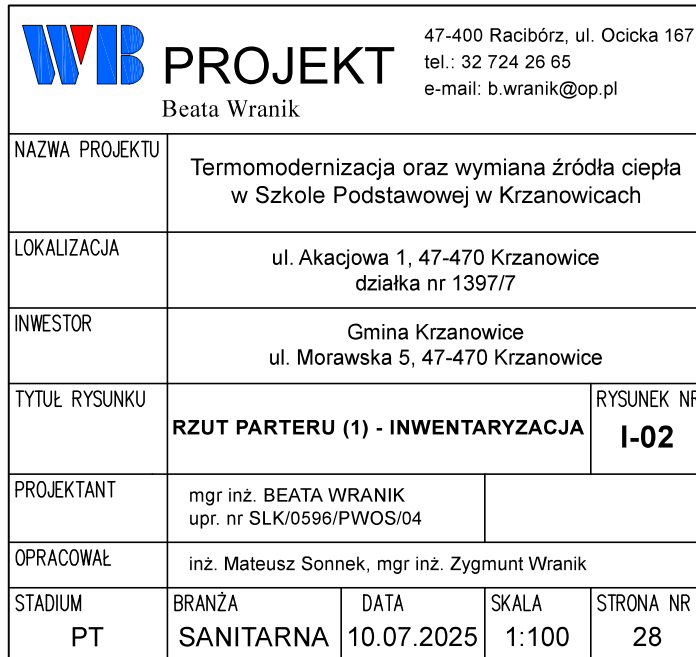 WB PROJEKT
Beata Wranik
47-400 Racibórz, ul. Ocicka 167
tel.: 32 724 26 65
e-mail: b.wranik@op.pl
NAZWA PROJEKTU
Termomodernizacja oraz wymiana źródła ciepła
w Szkole Podstawowej w Krzanowicach
LOKALIZACJA
ul. Akacjowa 1, 47-470 Krzanowice
działka nr 1397/7
INWESTOR
Gmina Krzanowice
ul. Morawska 5, 47-470 Krzanowice
TYTUŁ RYSUNKU
RZUT PARTERU (1) - INWENTARYZACJA
RYSUNEK NR
I-02
PROJEKTANT
mgr inż. BEATA WRANIK
upr. nr SLK/0596/PWOS/04
OPRACOWAŁ
inż. Mateusz Sonnek, mgr inż. Zygmunt Wranik
STADIUM
PT
BRANŻA
SANITARNA
DATA
10.07.2025
SKALA
1:100
STRONA NR
28